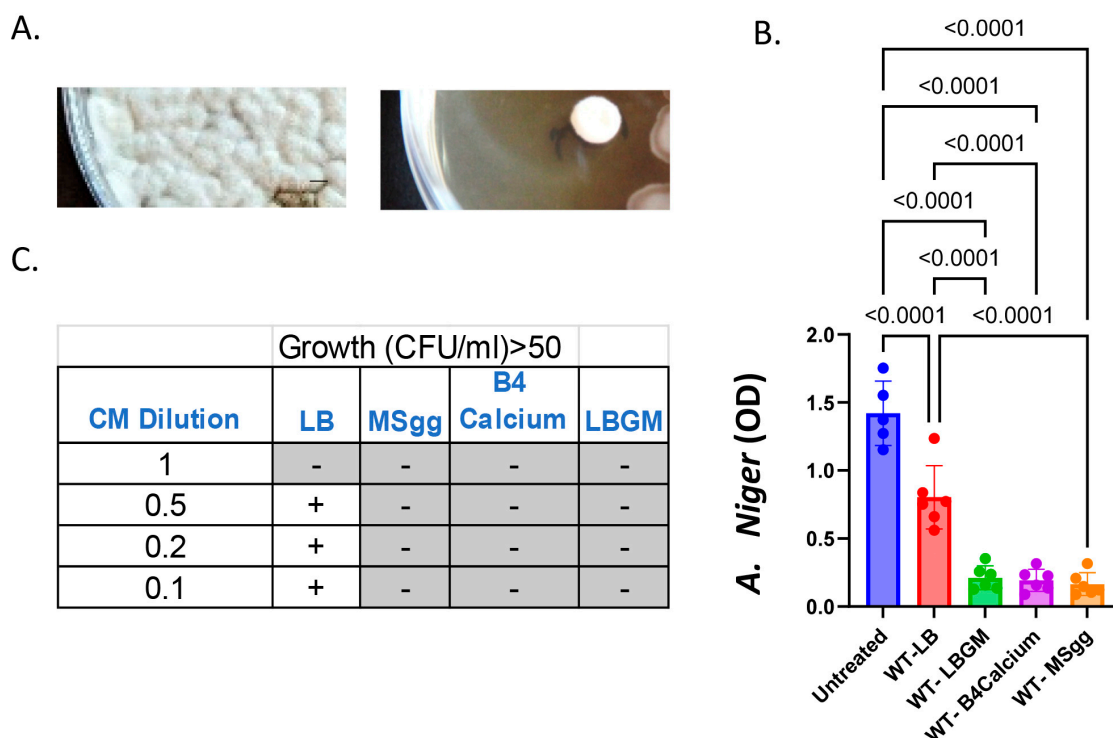 A.
B.
<0.0001
<0.0001
<0.0001
<0.0001
<0.0001
<0.0001 <0.0001
2.0
1.5
1.0
0.5
0.0
A. Niger (OD)
Untreated
WT-LB
WT- LBGM
WT- B4Calcium
WT- MSgg
C.
Growth (CFU/ml)>50
CM Dilution LB MSgg B4 Calcium LBGM
1 - - - -
0.5 + - - -
0.2 + - - -
0.1 + - - -